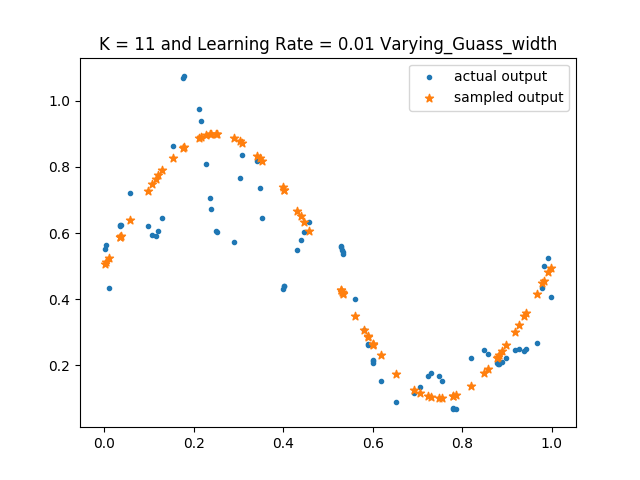 K = 11 and Learning Rate = 0.01 Varying_Guass_width
actual output
sampled output
1.0
0.8
0.6
0.4
0.2
0.0 0.2 0.4 0.6 0.8 1.0